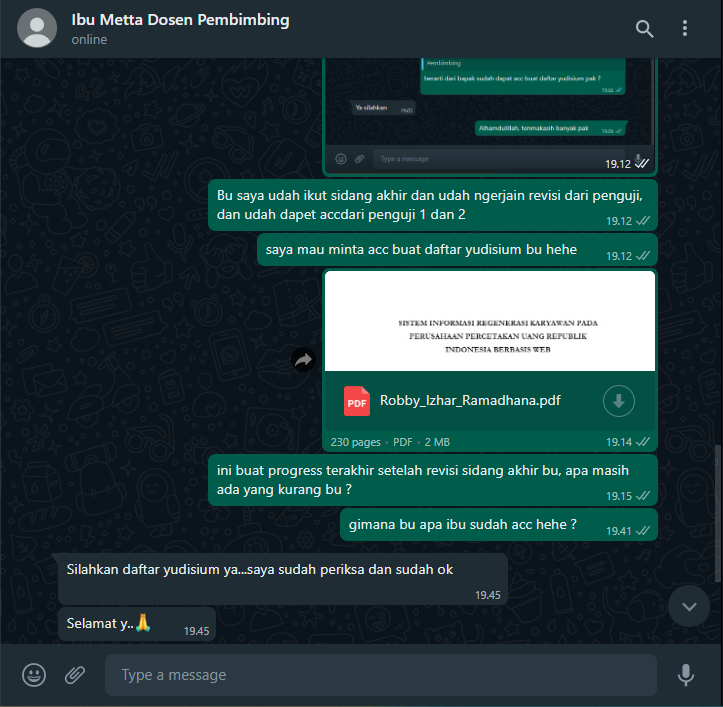 Ibu Metta Dosen Pembimbing
online
Pembimbing
berarti dari bapak sudah dapat acc buat daftar yudisium pak ?
Ya silahkan
Alhamdulillah, terimakasih banyak pak
Type a message
19.12
Bu saya udah ikut sidang akhir dan udah ngerjain revisi dari penguji,
dan udah dapet accdari penguji 1 dan 2
19.12
saya mau minta acc buat daftar yudisium bu hehe
19.12
SISTEM INFORMASI REGENERASI KARYAWAN PADA
PERUSAHAAN PERCETAKAN UANG REPUBLIK
INDONESIA BERBASIS WEB
PDF
Robby_Izhar_Ramadhana.pdf
230 pages · PDF · 2 MB
19.14
ini buat progress terakhir setelah revisi sidang akhir bu, apa masih
ada yang kurang bu ?
19.15
gimana bu apa ibu sudah acc hehe ?
19.41
Silahkan daftar yudisium ya...saya sudah periksa dan sudah ok
19.45
Selamat y..🙏
19.45
Type a message